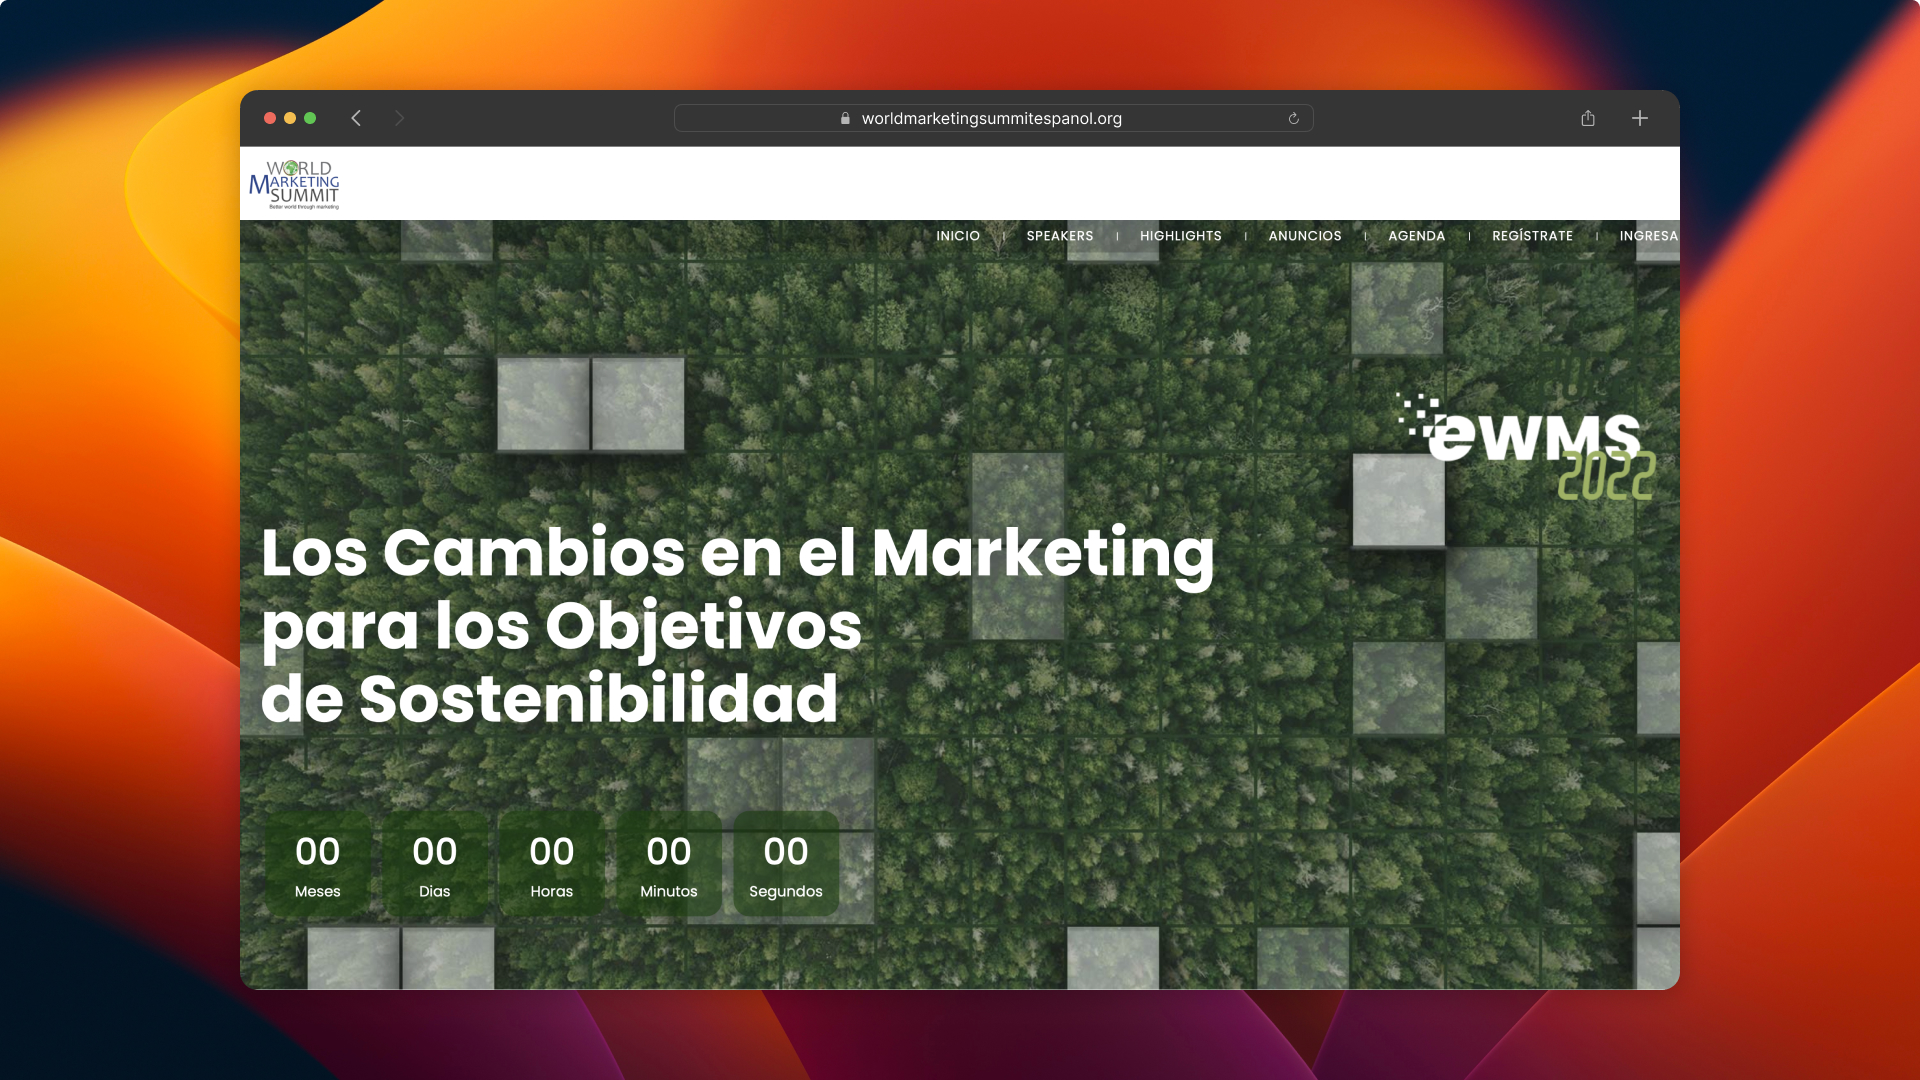 worldmarketingsummitespanol.org
WORLD
MARKETING
SUMMIT
Better world through marketing
INICIO | SPEAKERS | HIGHLIGHTS | ANUNCIOS | AGENDA | REGÍSTRATE | INGRESA
eWMS
2022
Los Cambios en el Marketing
para los Objetivos
de Sostenibilidad
00 00 00 00 00
Meses Dias Horas Minutos Segundos